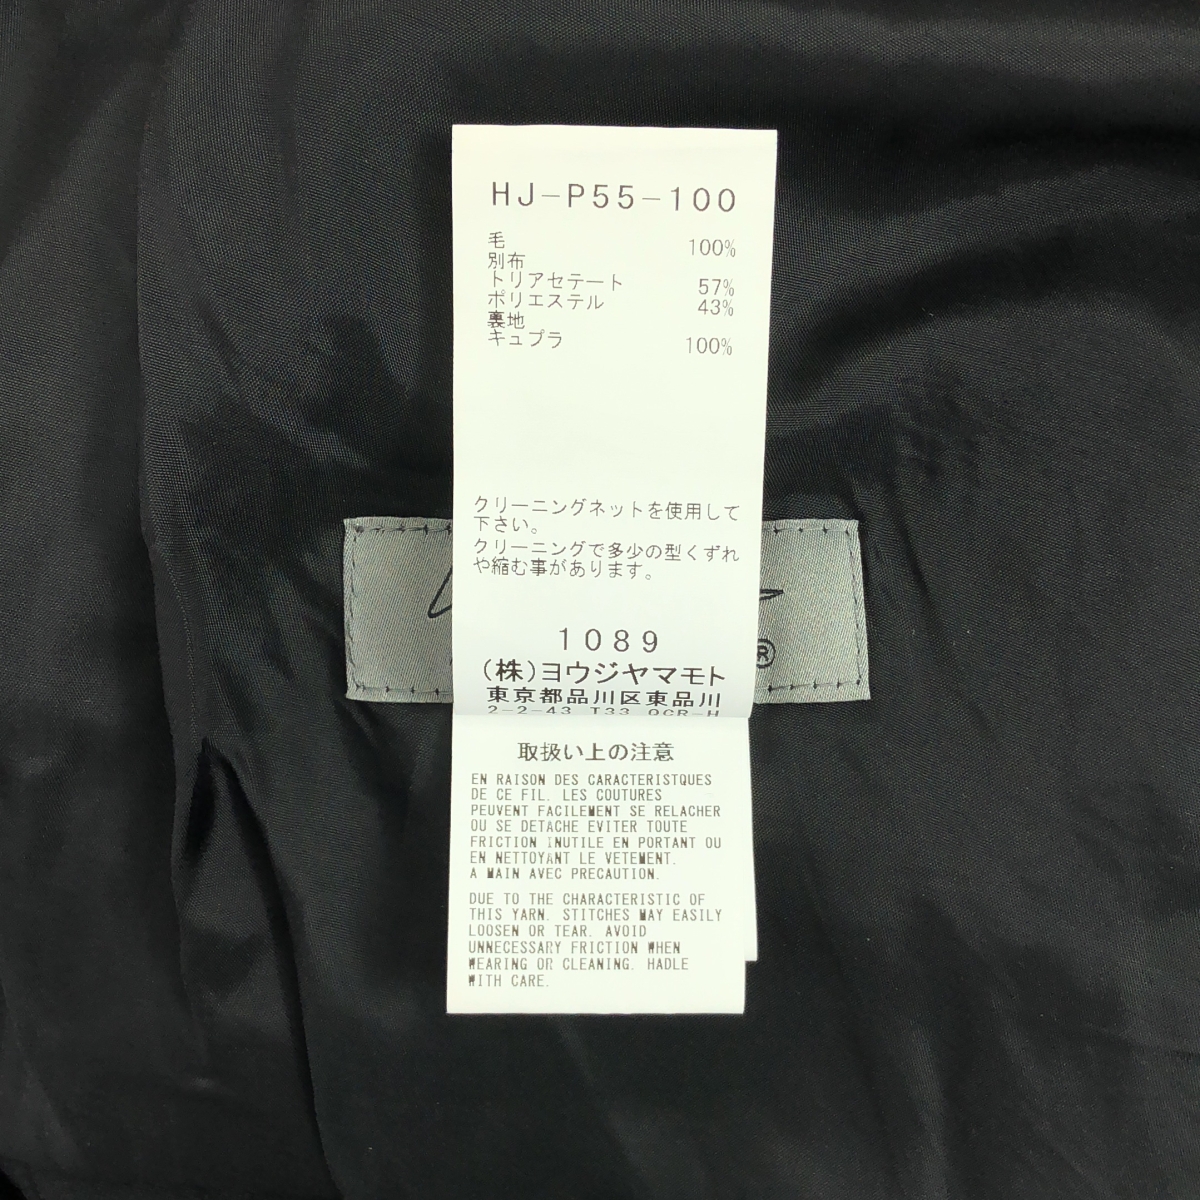 HJ-P55-100
毛 100%
別布
トリアセテート 57%
ポリエステル 43%
裏地
キュプラ 100%
クリーニングネットを使用して
下さい。
クリーニングで多少の型くずれ
や縮む事があります。
1089
(株)ヨウジヤマモト
東京都品川区東品川
2-2-43 T33 OCR-H
®
取扱い上の注意
EN RAISON DES CARACTERISTQUES
DE CE FIL. LES COUTURES
PEUVENT FACILEMENT SE RELACHER
OU SE DETACHE EVITER TOUTE
FRICTION INUTILE EN PORTANT OU
EN NETTOYANT LE VETEMENT.
A MAIN AVEC PRECAUTION.
DUE TO THE CHARACTERISTIC OF
THIS YARN. STITCHES MAY EASILY
LOOSEN OR TEAR. AVOID
UNNECESSARY FRICTION WHEN
WEARING OR CLEANING. HADLE
WITH CARE.